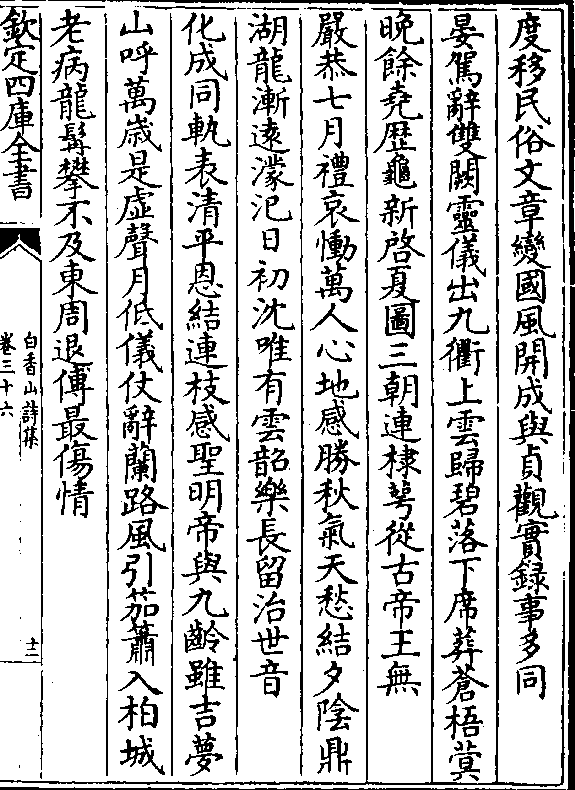 度移民俗文章變國風開成與貞觀實録事多同
晏駕辭雙闕靈儀出九衢上雲歸碧落下席葬蒼梧蓂
晚餘堯歴龜新啓夏圖三朝連棣萼從古帝王無
嚴恭七月禮哀慟萬人心地感勝秋氣天愁結夕陰鼎
湖龍漸逺濛汜日初沈唯有雲韶樂長留治世音
化成同軌表清平恩結連枝感聖明帝與九齡雖吉夢
山呼萬歳是虚聲月低儀仗辭蘭路風引笳簫入柏城
老病龍髯攀不及東周退傅最傷情
欽定四庫全書
白香山詩集
卷三十六
十二